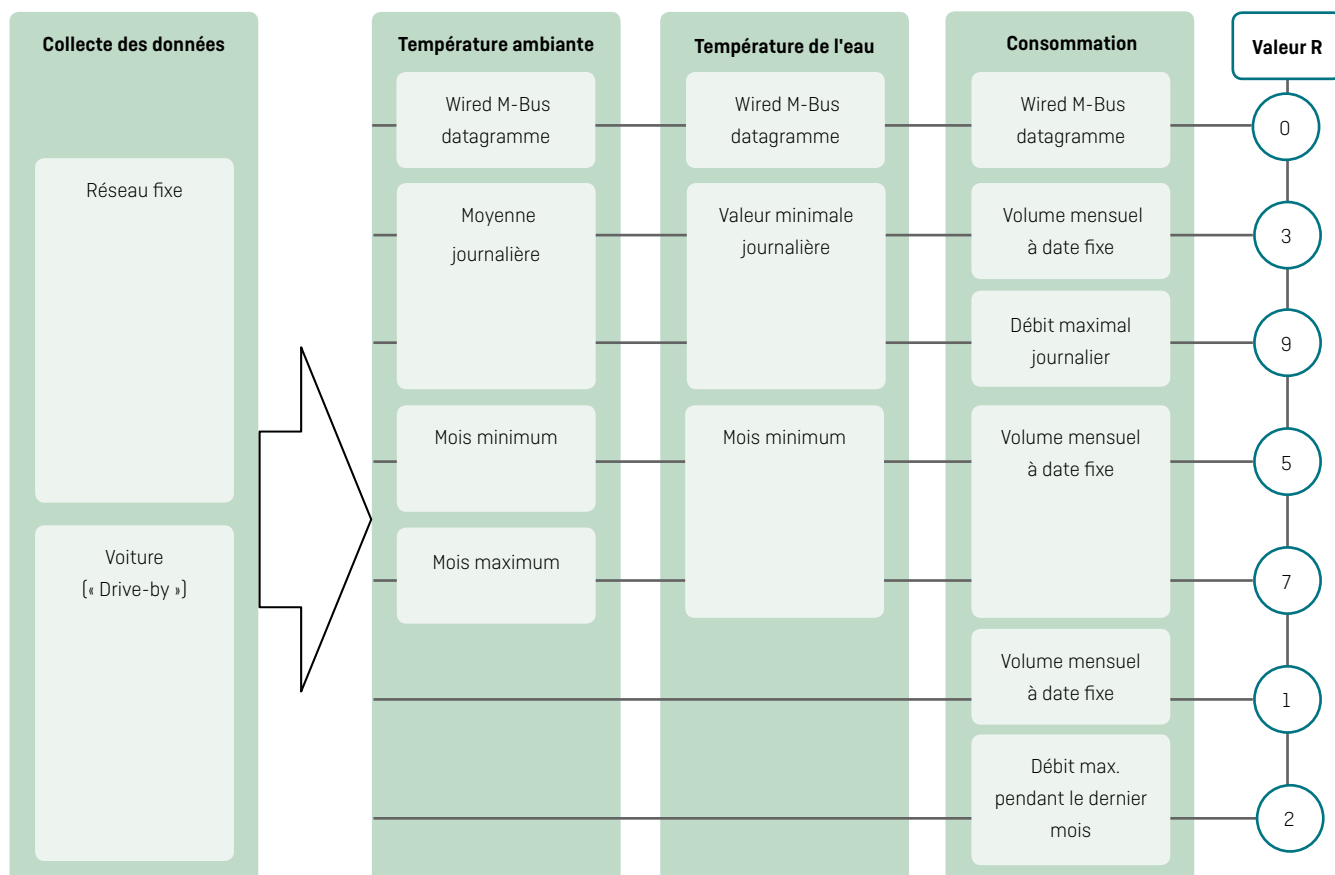 Collecte des données
Réseau fixe
Voiture
(« Drive-by »)
Température ambiante
Wired M-Bus
datagramme
Moyenne
journalière
Mois minimum
Mois maximum
Température de l'eau
Wired M-Bus
datagramme
Valeur minimale
journalière
Mois minimum
Consommation
Wired M-Bus
datagramme
Volume mensuel
à date fixe
Débit maximal
journalier
Volume mensuel
à date fixe
Volume mensuel
à date fixe
Débit max.
pendant le dernier
mois
Valeur R
0
3
9
5
7
1
2